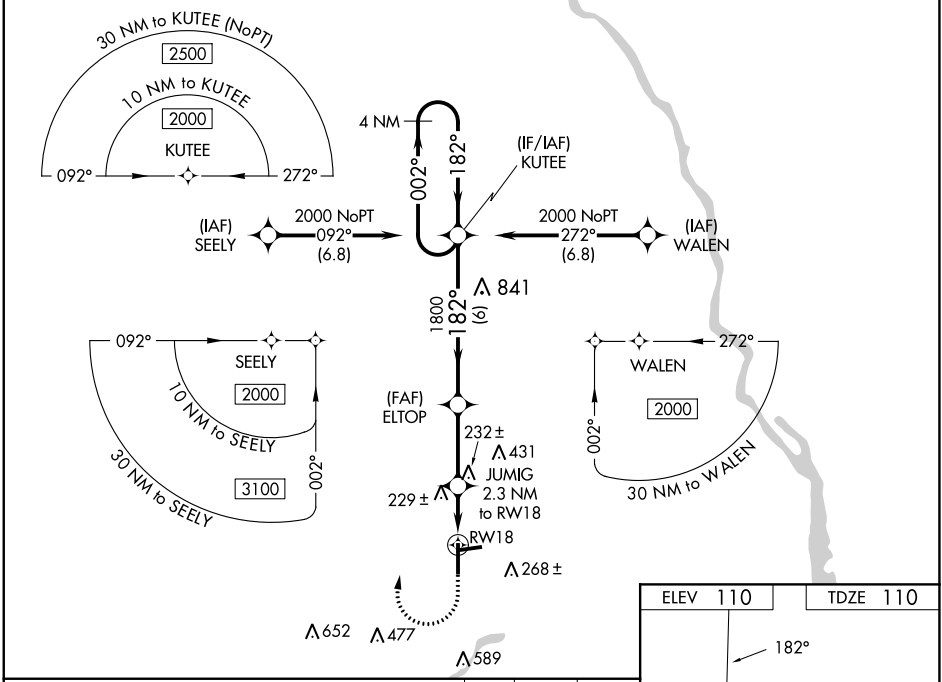 30 NM to KUTEE (NoPT)
2500
10 NM to KUTEE
2000
KUTEE
092°
272°
4 NM
002°
182°
(IF/IAF)
KUTEE
(IAF)
SEELY
2000 NoPT
092°
(6.8)
2000 NoPT
272°
(6.8)
(IAF)
WALEN
841
1800
182°
(6)
092°
SEELY
2000
10 NM to SEELY
3100
30 NM to SEELY
002°
272°
WALEN
2000
002°
30 NM to WALEN
(FAF)
ELTOP
232 ±
431
JUMIG
2.3 NM
to RW18
229 ±
RW18
268 ±
652
477
589
ELEV 110
TDZE 110
182°